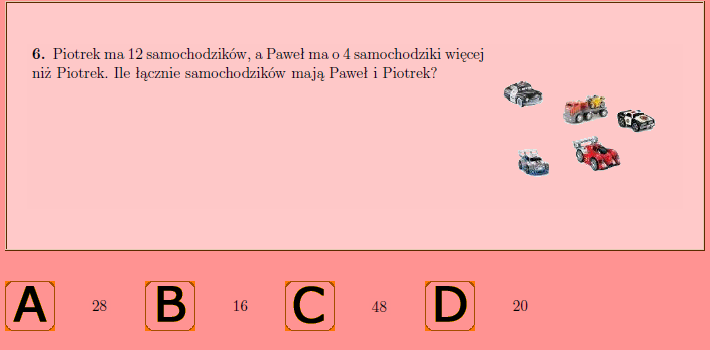 6. Piotrek ma 12 samochodzików, a Paweł ma o 4 samochodziki więcej
niż Piotrek. Ile łącznie samochodzików mają Paweł i Piotrek?
A 28 B 16 C 48 D 20